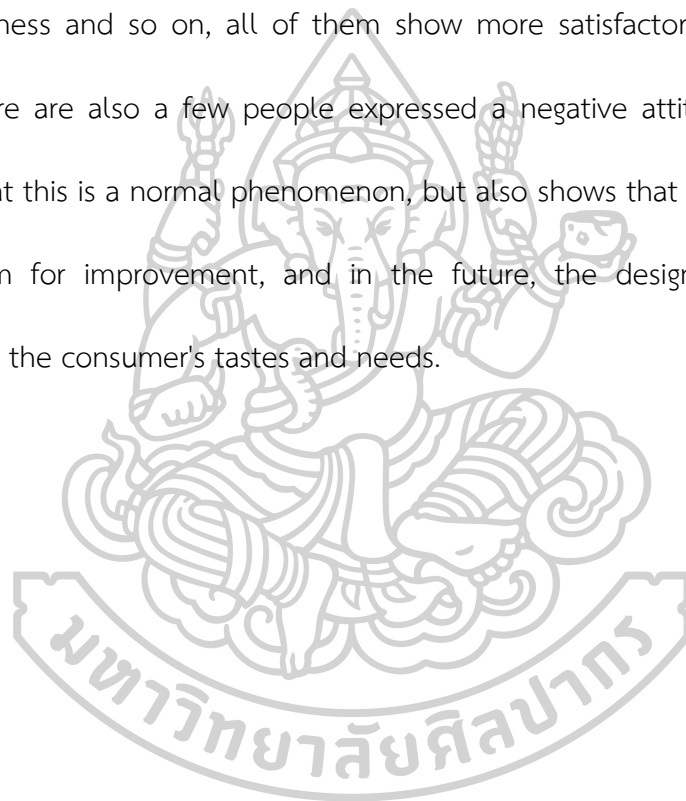 ness and so on, all of them show more satisfactor
re are also a few people expressed a negative atti
at this is a normal phenomenon, but also shows that
m for improvement, and in the future, the design
the consumer's tastes and needs.
มหาวิทยาลัยศิลปากร